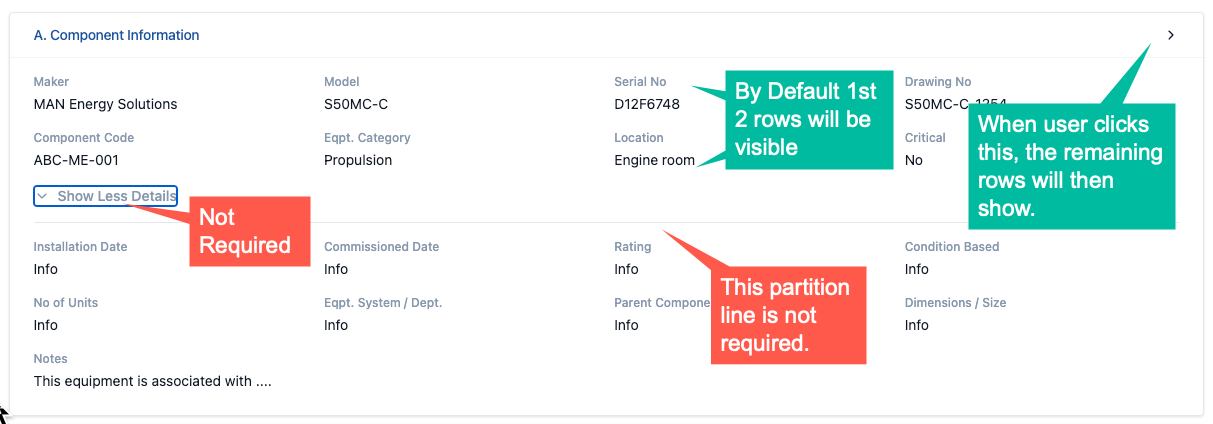 A. Component Information
Maker Model Serial No Drawing No
MAN Energy Solutions S50MC-C D12F6748 S50MC-C-1254
Component Code Eqpt. Category Location Critical
ABC-ME-001 Propulsion Engine room No
Show Less Details
By Default 1st
2 rows will be
visible
When user clicks
this, the remaining
rows will then
show.
Not
Required
Installation Date Commissioned Date Rating Condition Based
Info Info Info Info
No of Units Eqpt. System / Dept. Parent Compone Dimensions / Size
Info Info Info Info
This partition
line is not
required.
Notes
This equipment is associated with ....